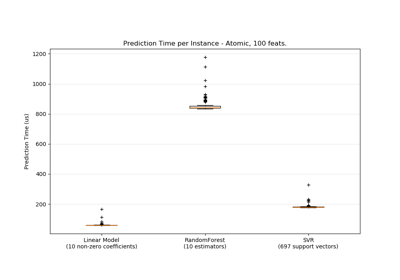 Prediction Time per Instance - Atomic, 100 feats.
Prediction Time (us)
1200
1000
800
600
400
200
Linear Model
(10 non-zero coefficients)
RandomForest
(10 estimators)
SVR
(697 support vectors)